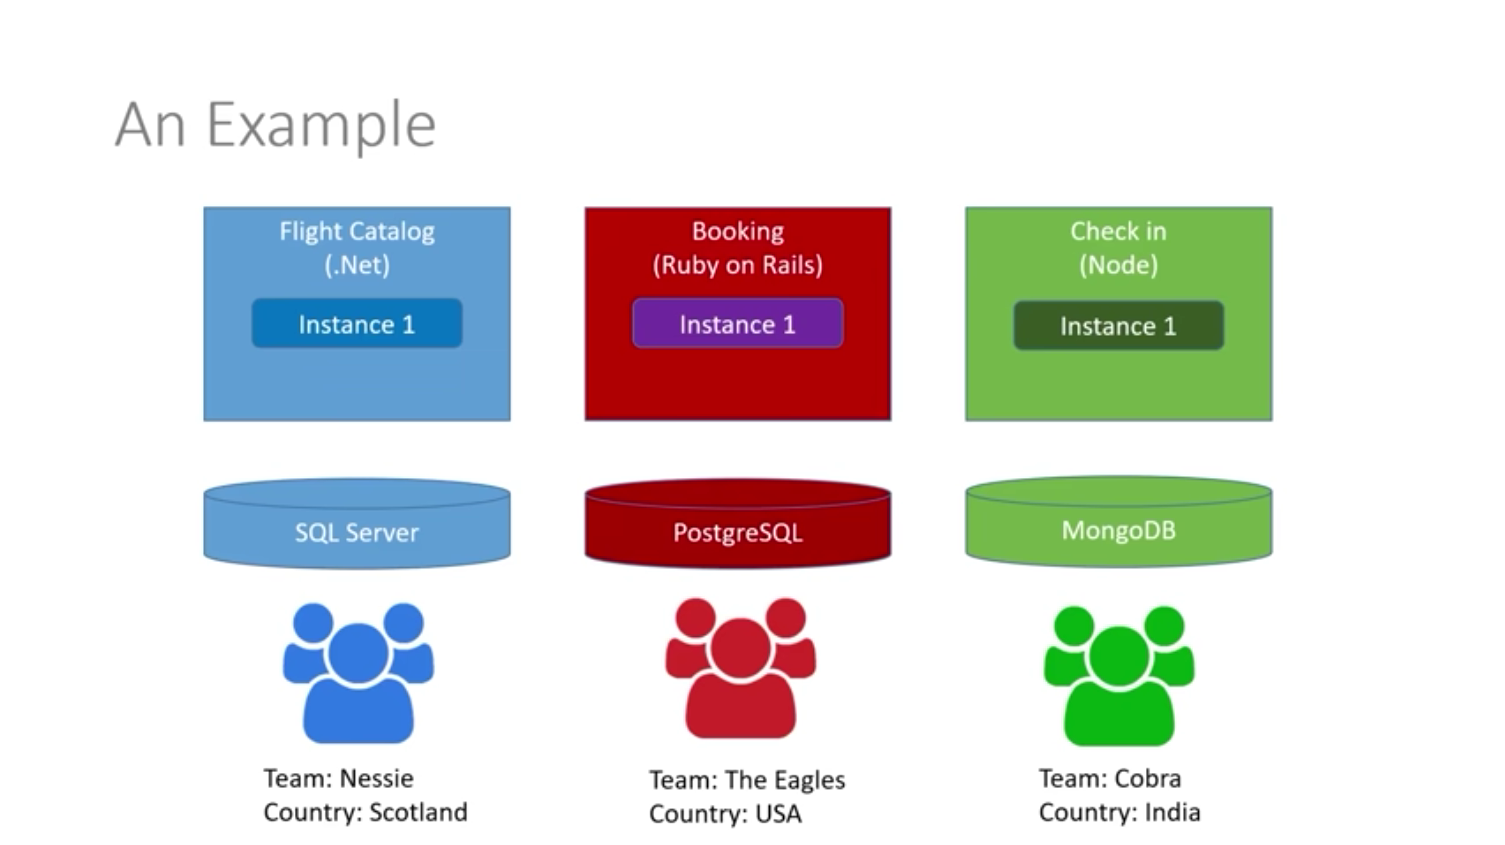 An Example
Flight Catalog
(.Net)
Instance 1
Booking
(Ruby on Rails)
Instance 1
Check in
(Node)
Instance 1
SQL Server
PostgreSQL
MongoDB
Team: Nessie
Country: Scotland
Team: The Eagles
Country: USA
Team: Cobra
Country: India